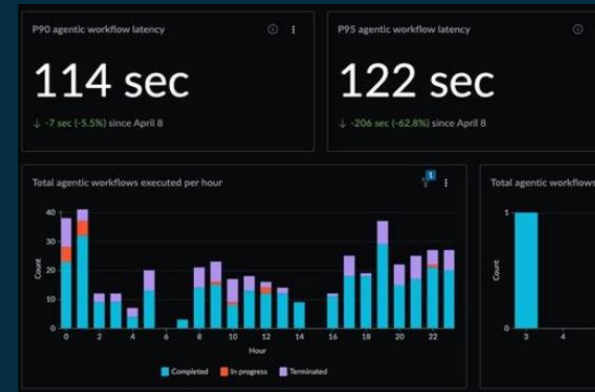 P90 agentic workflow latency
114 sec
↓ -7 sec (-5.5%) since April 8
P95 agentic workflow latency
122 sec
↓ -206 sec (-62.8%) since April 8
Total agentic workflows executed per hour
1
40
30
20
10
0
Count
0 2 4 6 8 10 12 14 16 18 20 22
Hour
Completed In progress Terminated
Total agentic workflows
1
0
Count
3 4